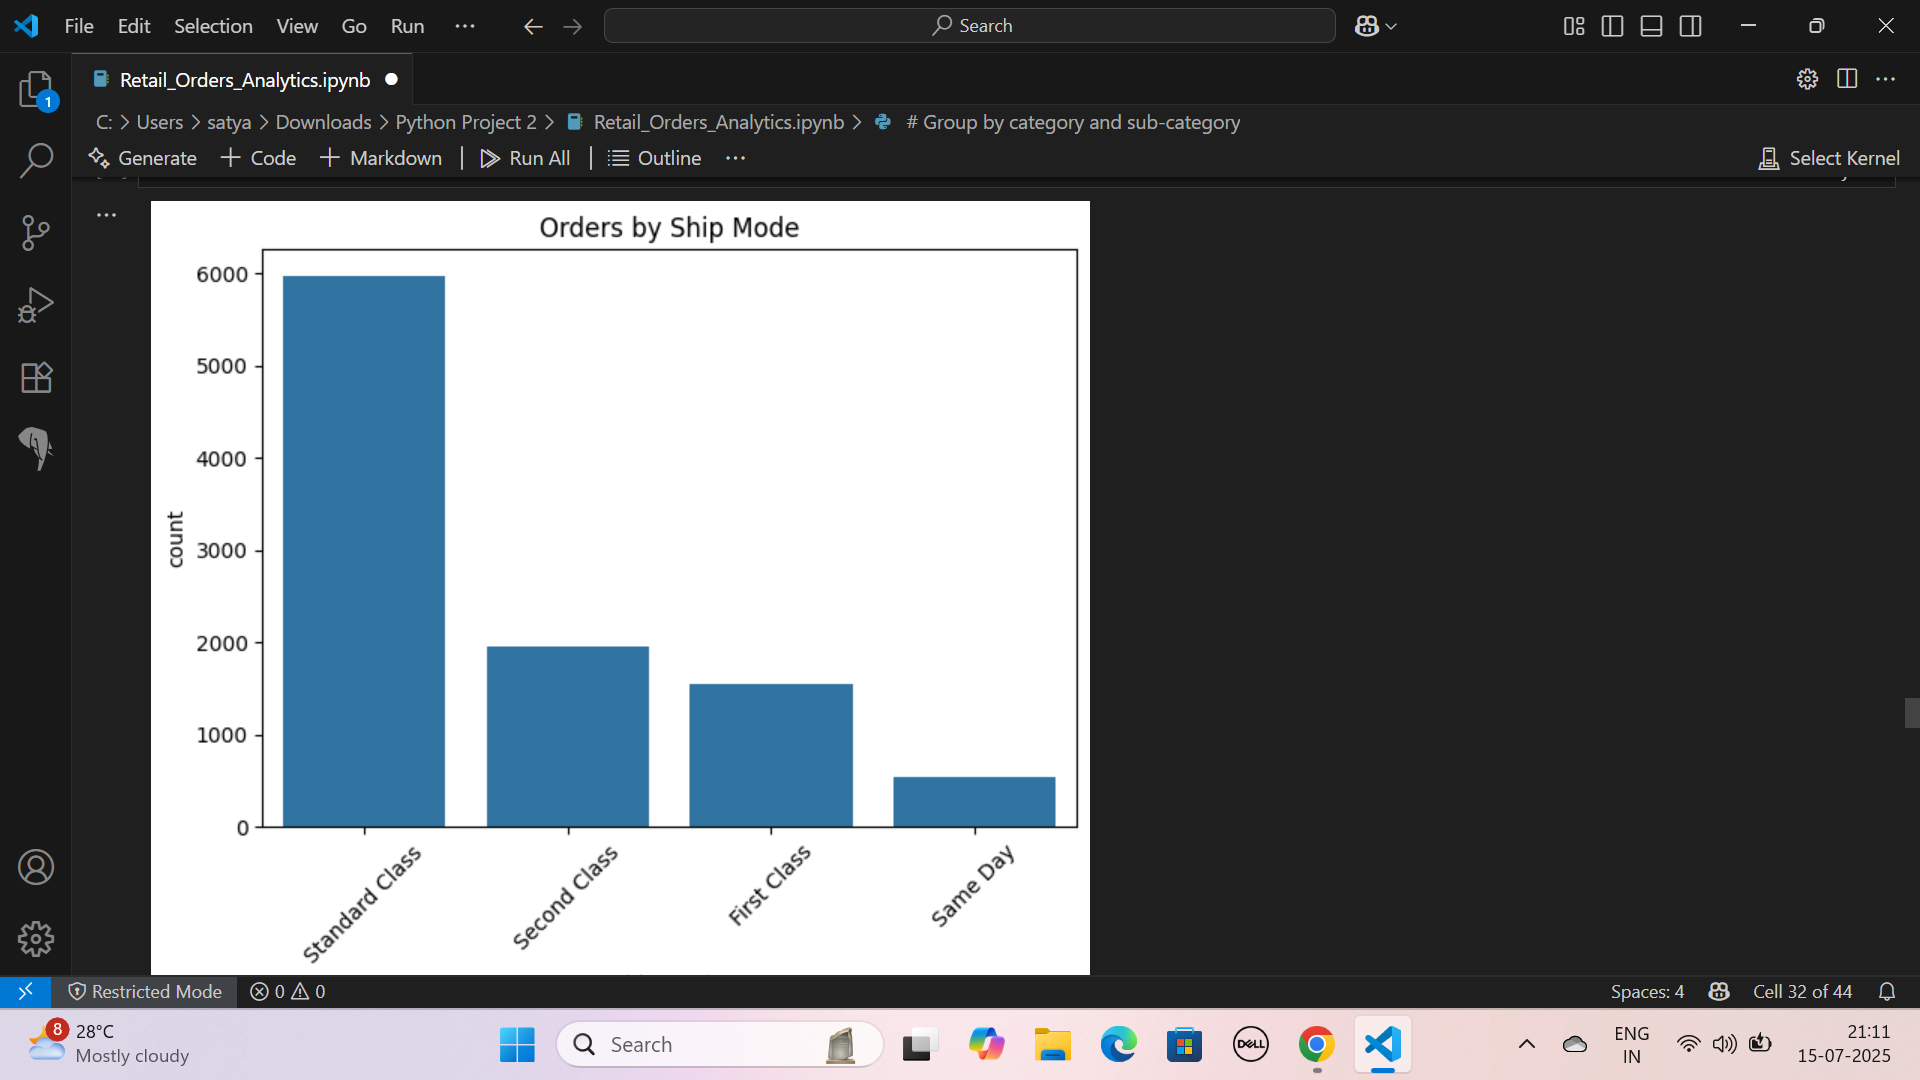 File Edit Selection View Go Run ... Search
Retail_Orders_Analytics.ipynb
C: > Users > satya > Downloads > Python Project 2 > Retail_Orders_Analytics.ipynb > # Group by category and sub-category
Generate + Code + Markdown | Run All | Outline ... Select Kernel
1
...
Orders by Ship Mode
6000
5000
4000
3000
2000
1000
0
count
Standard Class
Second Class
First Class
Same Day
Restricted Mode 0 0 Spaces: 4 Cell 32 of 44
8 28°C
Mostly cloudy
Search
DELL
ENG
IN
21:11
15-07-2025